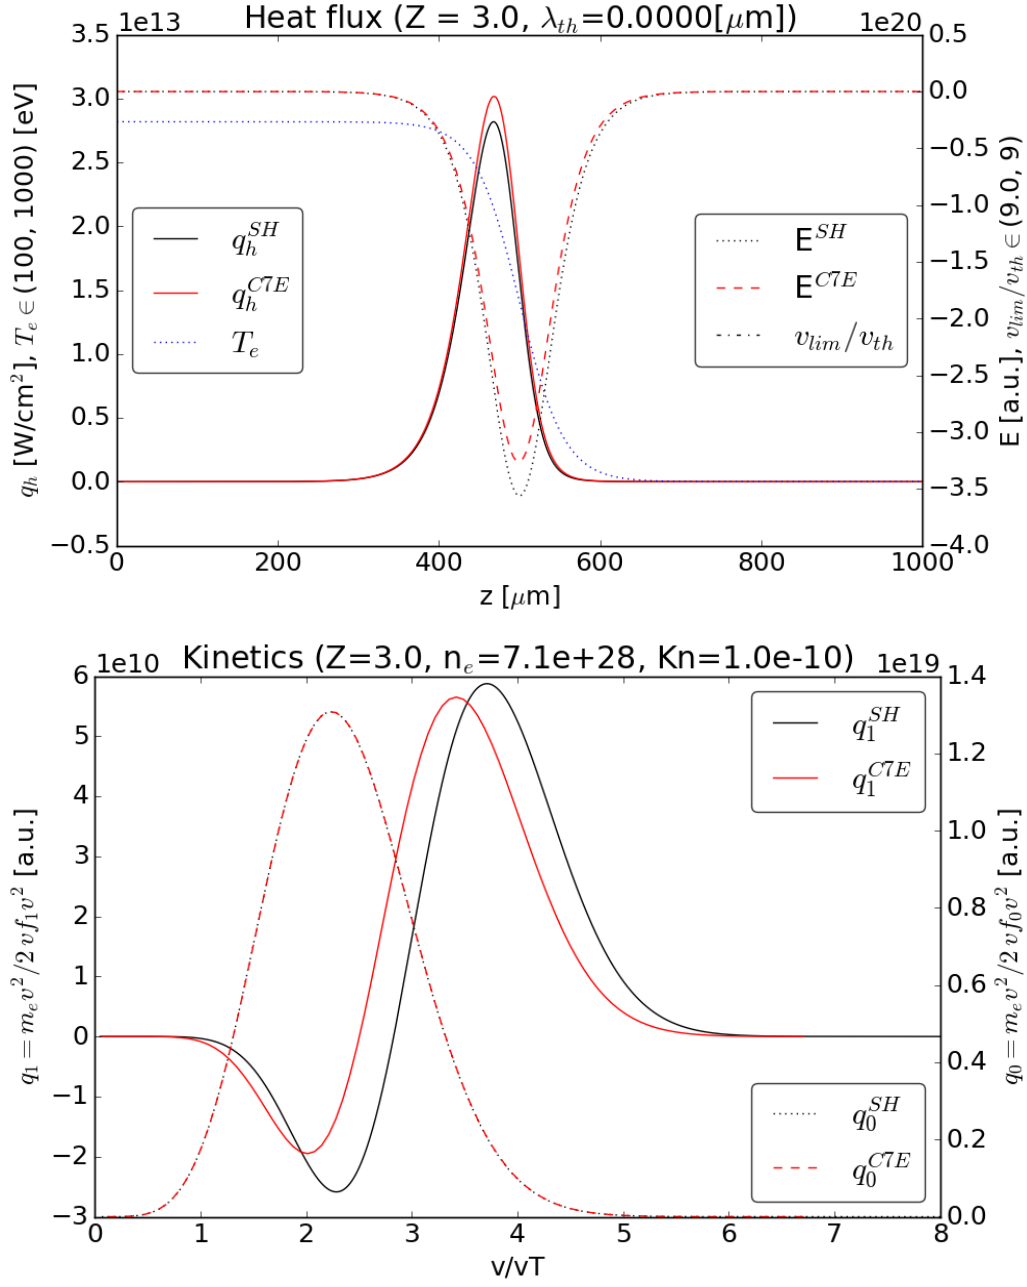 Heat flux (Z = 3.0, λ_th=0.0000[μm])
1e13
1e20
3.5
3.0
2.5
2.0
1.5
1.0
0.5
0.0
−0.5
q_h [W/cm²], T_e ∈ (100, 1000) [eV]
q_h^SH
q_h^C7E
T_e
E^SH
E^C7E
v_lim/v_th
0.5
0.0
−0.5
−1.0
−1.5
−2.0
−2.5
−3.0
−3.5
−4.0
E [a.u.], v_lim/v_th ∈ (9.0, 9)
0 200 400 600 800 1000
z [μm]
Kinetics (Z=3.0, n_e=7.1e+28, Kn=1.0e-10)
1e10
1e19
6
5
4
3
2
1
0
−1
−2
−3
q_1 = m_e v²/2 v f_1 v² [a.u.]
q_1^SH
q_1^C7E
q_0^SH
q_0^C7E
1.4
1.2
1.0
0.8
0.6
0.4
0.2
0.0
q_0 = m_e v²/2 v f_0 v² [a.u.]
0 1 2 3 4 5 6 7 8
v/vT